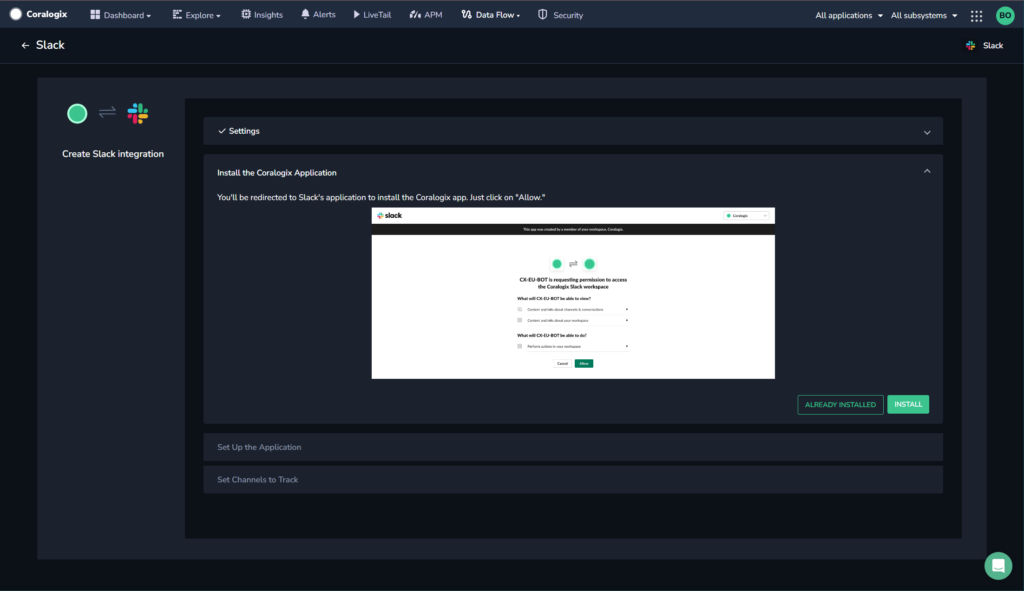 Coralogix Dashboard Explore Insights Alerts LiveTail APM Data Flow Security All applications All subsystems BO
Slack Slack
Create Slack integration
Settings
Install the Coralogix Application
You'll be redirected to Slack's application to install the Coralogix app. Just click on "Allow."
slack Coralogix
This app was created by a member of your workspace, Coralogix.
CX-EU-BOT is requesting permission to access
the Coralogix Slack workspace
What will CX-EU-BOT be able to view?
Content and info about channels & conversations
Content and info about your workspace
What will CX-EU-BOT be able to do?
Perform actions in your workspace
Cancel Allow
ALREADY INSTALLED INSTALL
Set Up the Application
Set Channels to Track